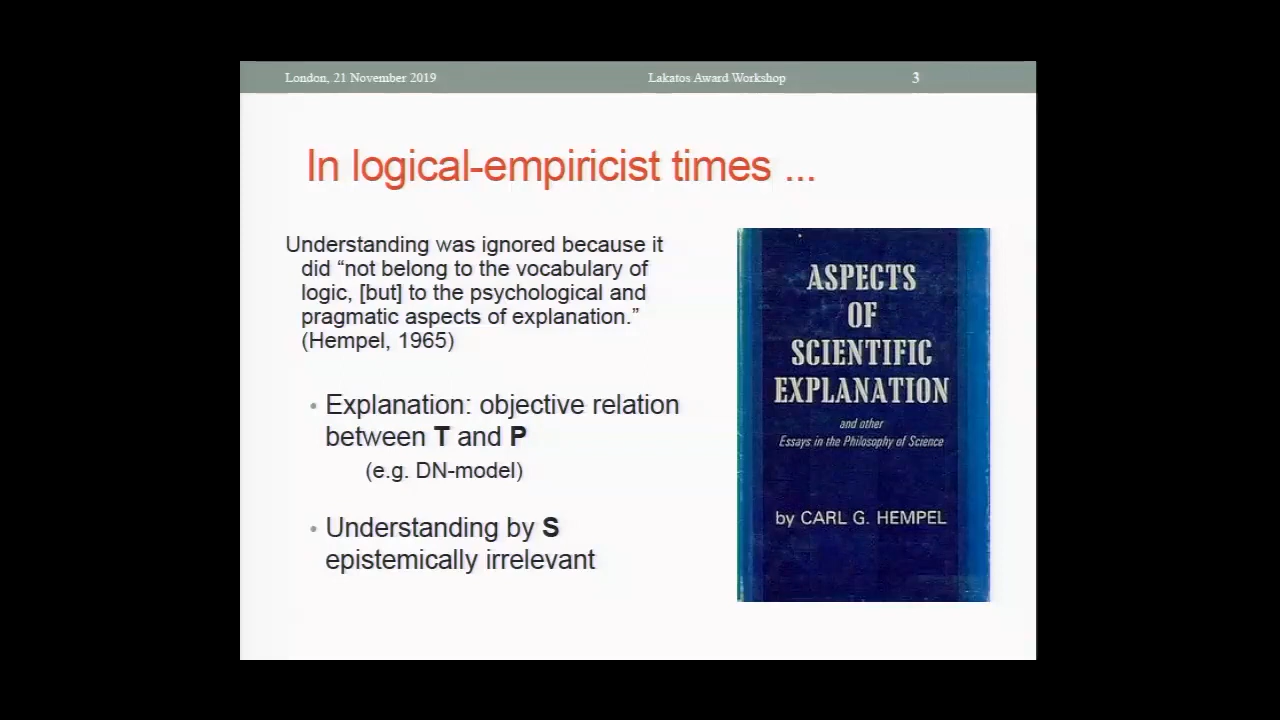 London, 21 November 2019
Lakatos Award Workshop
3
In logical-empiricist times ...
Understanding was ignored because it
did “not belong to the vocabulary of
logic, [but] to the psychological and
pragmatic aspects of explanation.”
(Hempel, 1965)
• Explanation: objective relation
between T and P
(e.g. DN-model)
• Understanding by S
epistemically irrelevant
ASPECTS
OF
SCIENTIFIC
EXPLANATION
and other
Essays in the Philosophy of Science
by CARL G. HEMPEL